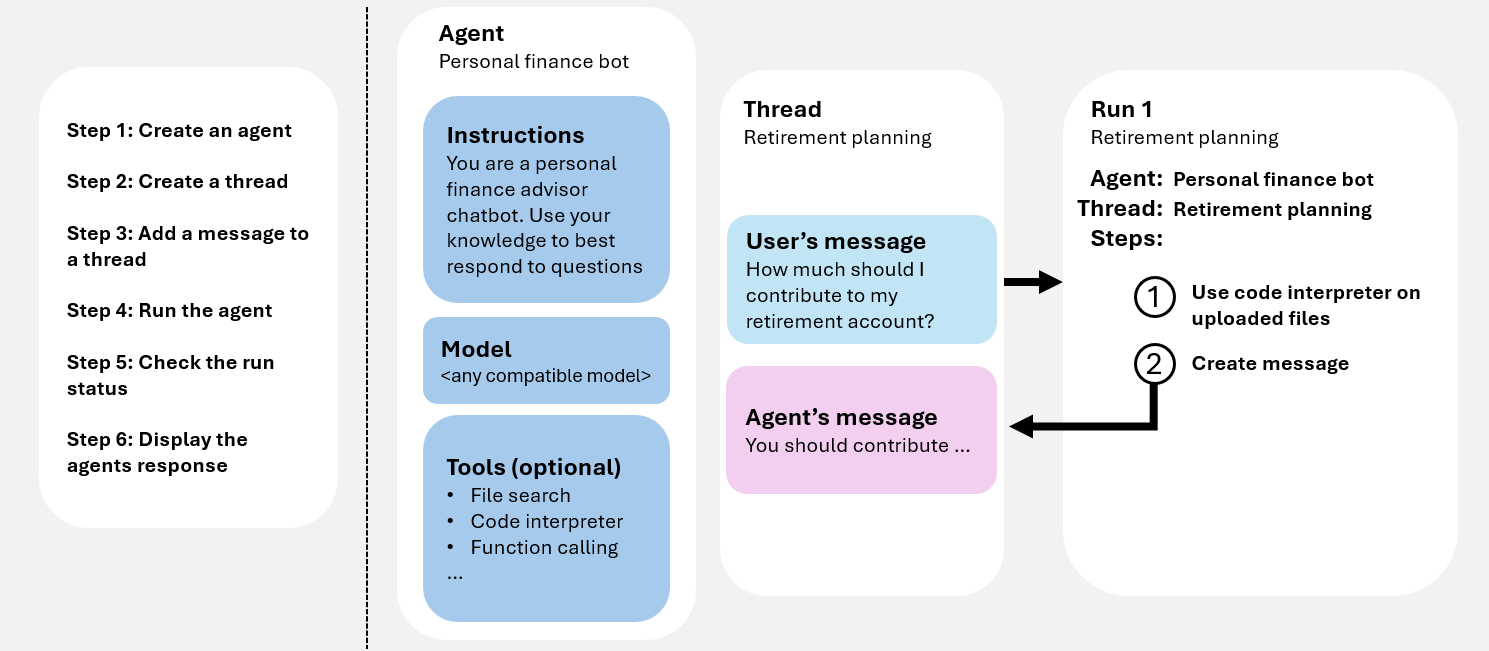 Step 1: Create an agent
Step 2: Create a thread
Step 3: Add a message to
a thread
Step 4: Run the agent
Step 5: Check the run
status
Step 6: Display the
agents response
Agent
Personal finance bot
Instructions
You are a personal
finance advisor
chatbot. Use your
knowledge to best
respond to questions
Model
<any compatible model>
Tools (optional)
• File search
• Code interpreter
• Function calling
...
Thread
Retirement planning
User’s message
How much should I
contribute to my
retirement account?
Agent’s message
You should contribute ...
Run 1
Retirement planning
Agent: Personal finance bot
Thread: Retirement planning
Steps:
1 Use code interpreter on
uploaded files
2 Create message